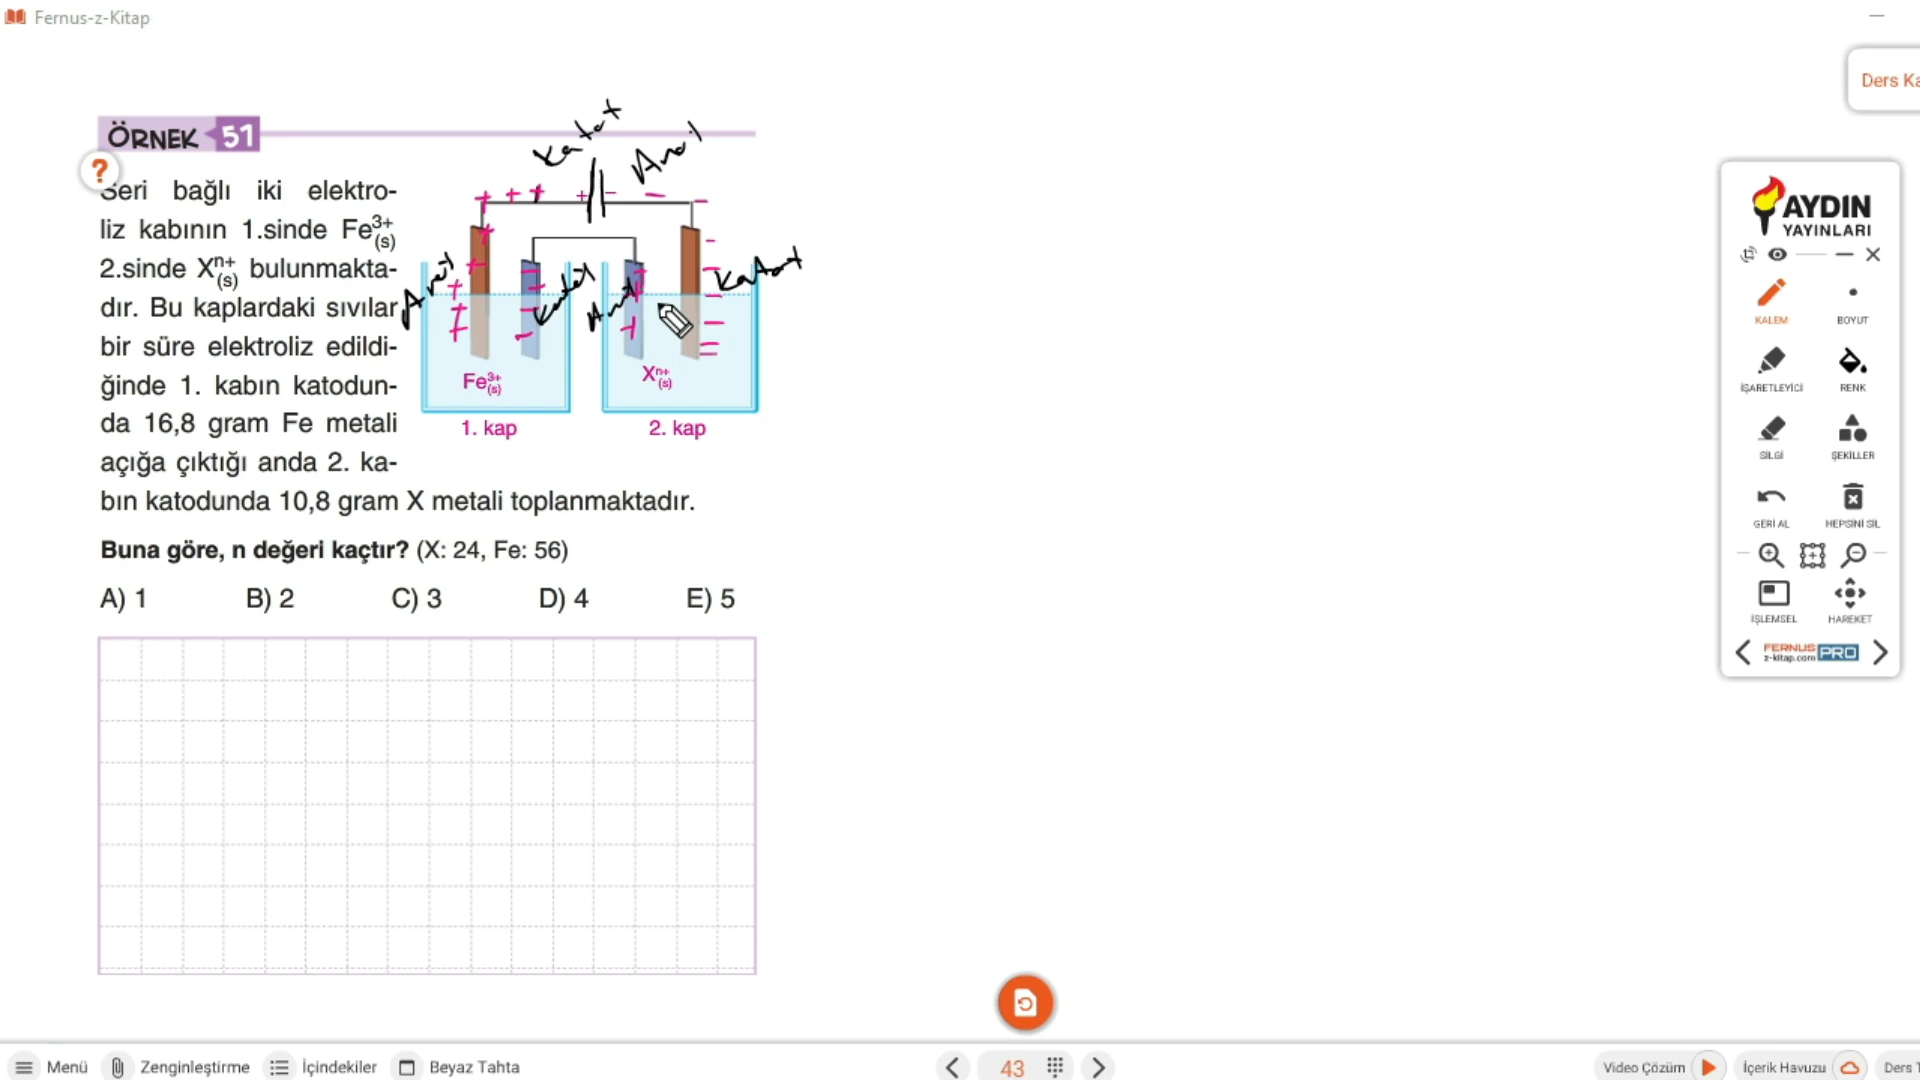 Fernus-z-Kitap
Ders Ka
ÖRNEK 51
?
Seri bağlı iki elektro-
liz kabının 1.sinde Fe³⁺(s)
2.sinde Xⁿ⁺(s) bulunmakta-
dır. Bu kaplardaki sıvılar
bir süre elektroliz edildi-
ğinde 1. kabın katodun-
da 16,8 gram Fe metali
açığa çıktığı anda 2. ka-
bın katodunda 10,8 gram X metali toplanmaktadır.
Buna göre, n değeri kaçtır? (X: 24, Fe: 56)
A) 1 B) 2 C) 3 D) 4 E) 5
Katot
Anot
+ + + + −  − −
Anot
Katot
Anot
Katot
Fe³⁺(s)
Xⁿ⁺(s)
1. kap
2. kap
AYDIN
YAYINLARI
KALEM
BOYUT
İŞARETLEYİCİ
RENK
SİLGİ
ŞEKİLLER
GERİ AL
HEPSİNİ SİL
İŞLEMSEL
HAREKET
FERNUS
z-kitap.com
PRO
Menü
Zenginleştirme
İçindekiler
Beyaz Tahta
43
Video Çözüm
İçerik Havuzu
Ders T